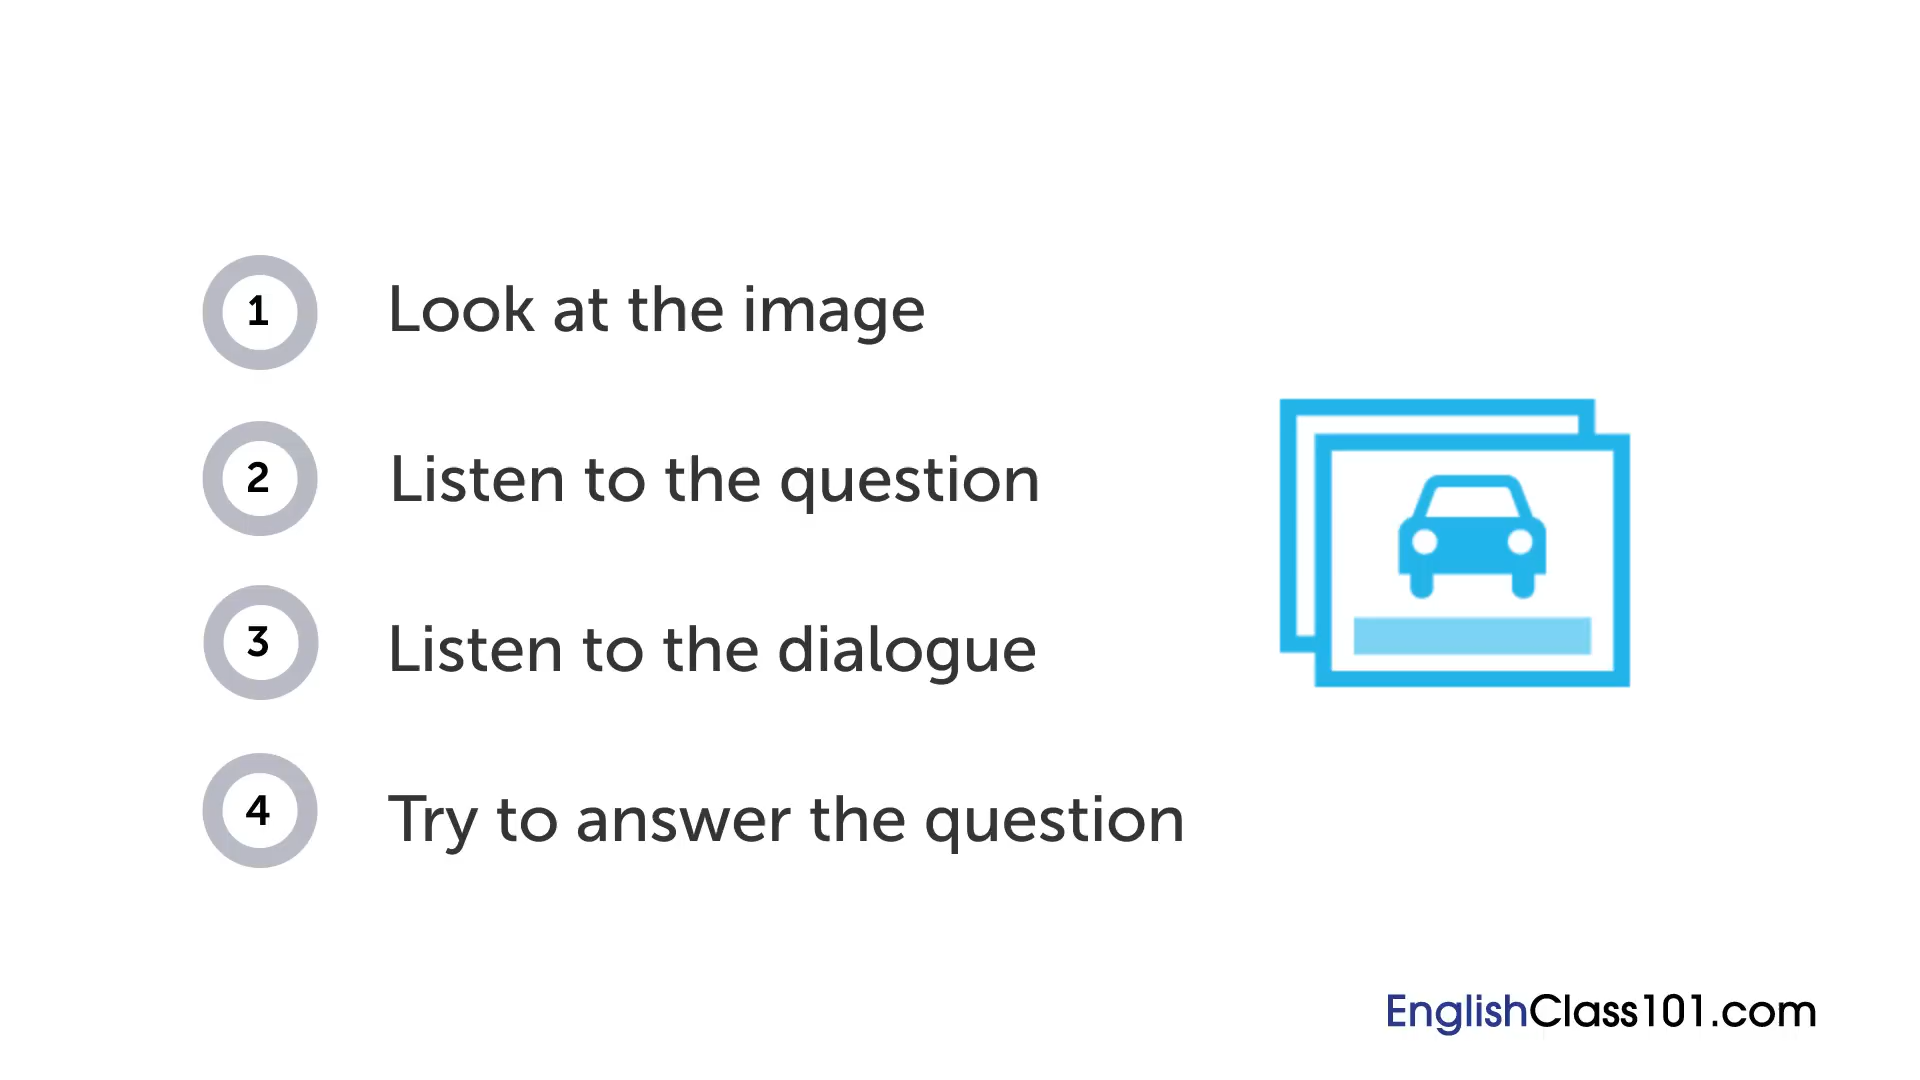 1 Look at the image
2 Listen to the question
3 Listen to the dialogue
4 Try to answer the question
EnglishClass101.com